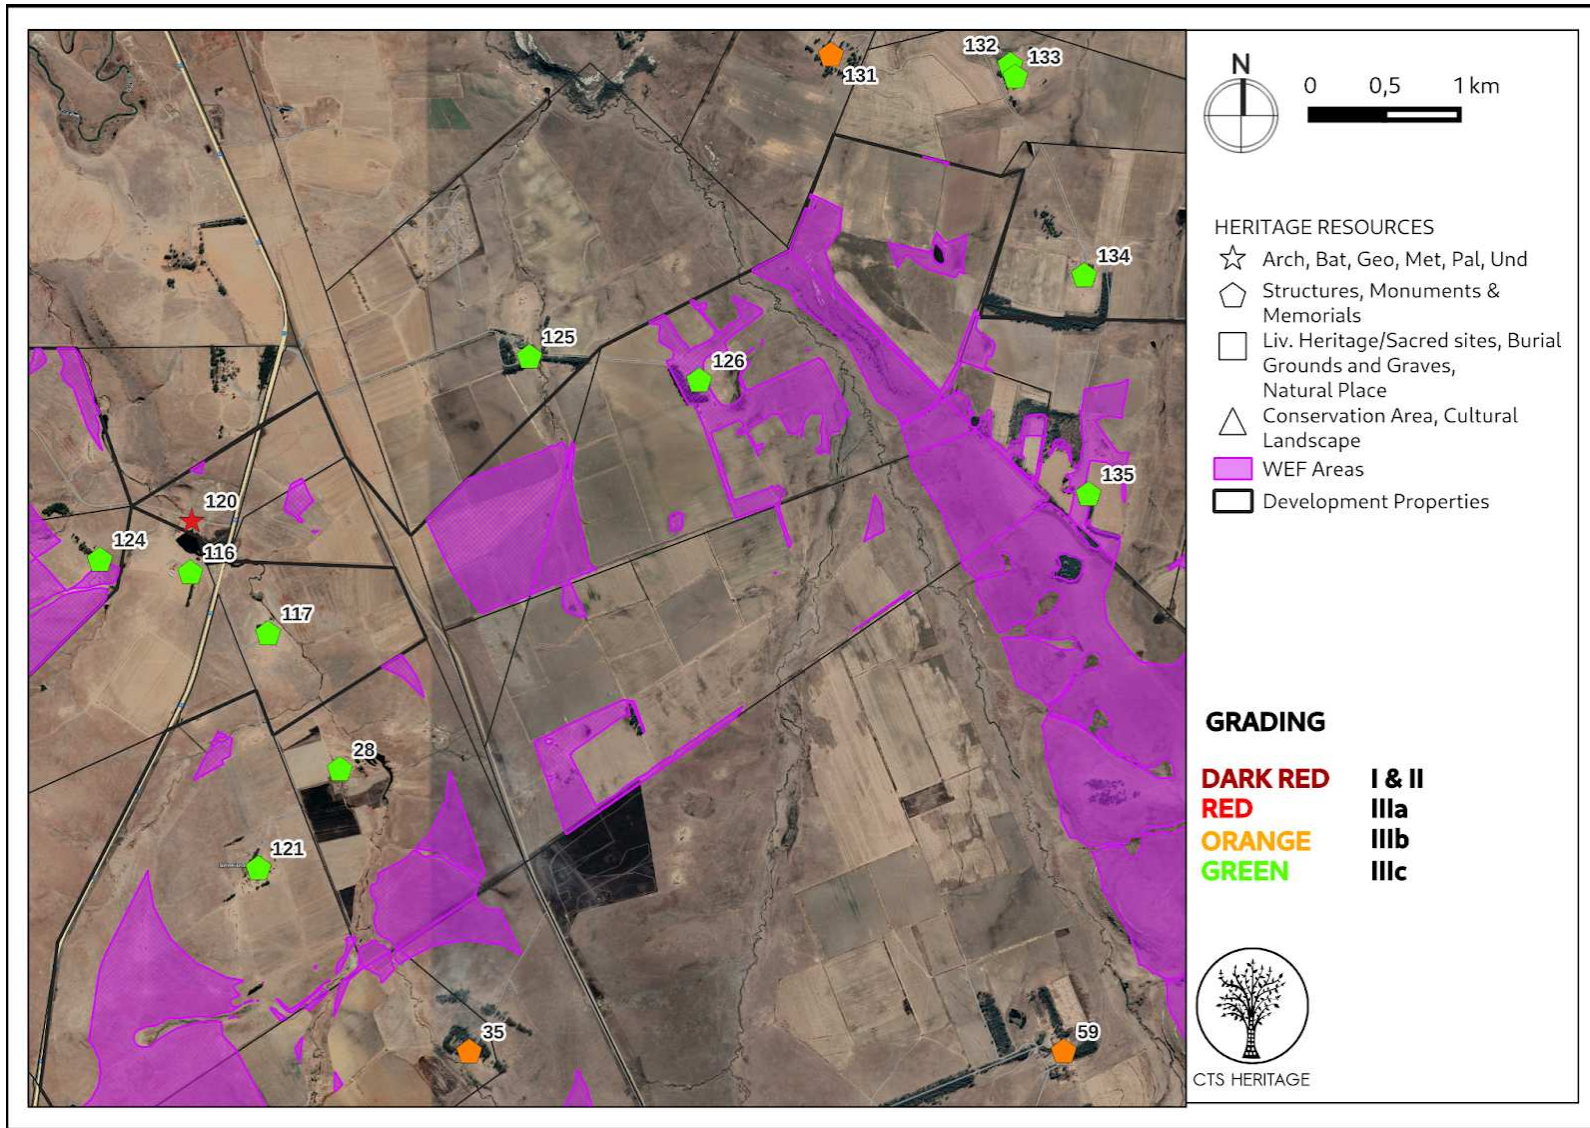 132
133
131
134
125
126
135
120
124
116
117
28
121
35
59
N
0 0,5 1 km
HERITAGE RESOURCES
Arch, Bat, Geo, Met, Pal, Und
Structures, Monuments &
Memorials
Liv. Heritage/Sacred sites, Burial
Grounds and Graves,
Natural Place
Conservation Area, Cultural
Landscape
WEF Areas
Development Properties
GRADING
DARK RED I & II
RED IIIa
ORANGE IIIb
GREEN IIIc
CTS HERITAGE